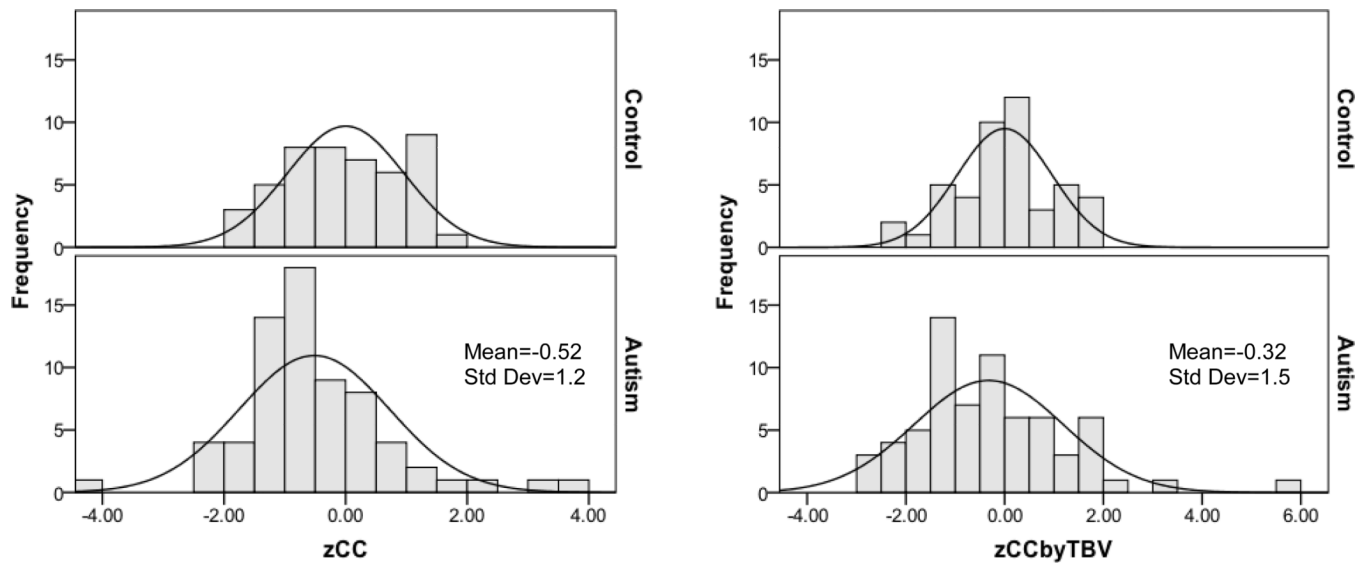 Frequency
15
10
5
0
Control
15
10
5
0
Autism
Mean=-0.52
Std Dev=1.2
-4.00 -2.00 0.00 2.00 4.00
zCC
Frequency
15
10
5
0
Control
15
10
5
0
Autism
Mean=-0.32
Std Dev=1.5
-4.00 -2.00 0.00 2.00 4.00 6.00
zCCbyTBV